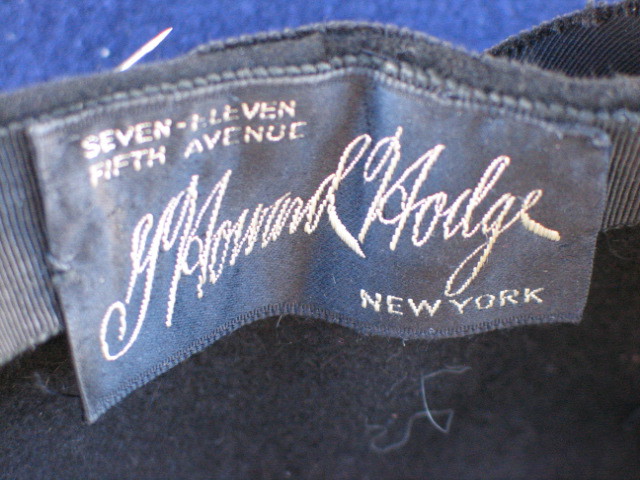 SEVEN-ELEVEN
FIFTH AVENUE
G Howard Hodge
NEW YORK